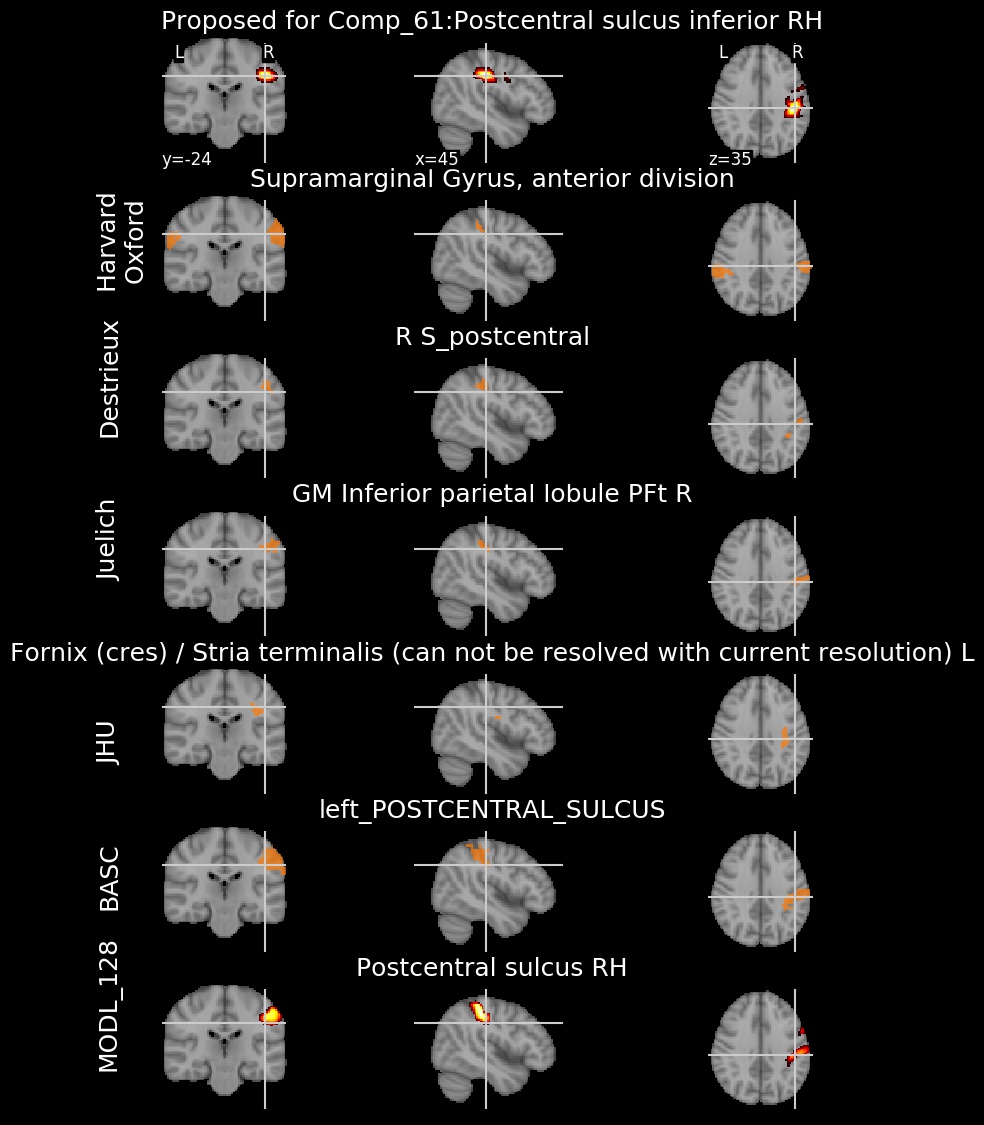 Proposed for Comp_61:Postcentral sulcus inferior RH
L R
L R
y=-24
x=45
z=35
Supramarginal Gyrus, anterior division
Harvard
Oxford
R S_postcentral
Destrieux
GM Inferior parietal lobule PFt R
Juelich
Fornix (cres) / Stria terminalis (can not be resolved with current resolution) L
JHU
left_POSTCENTRAL_SULCUS
BASC
Postcentral sulcus RH
MODL_128